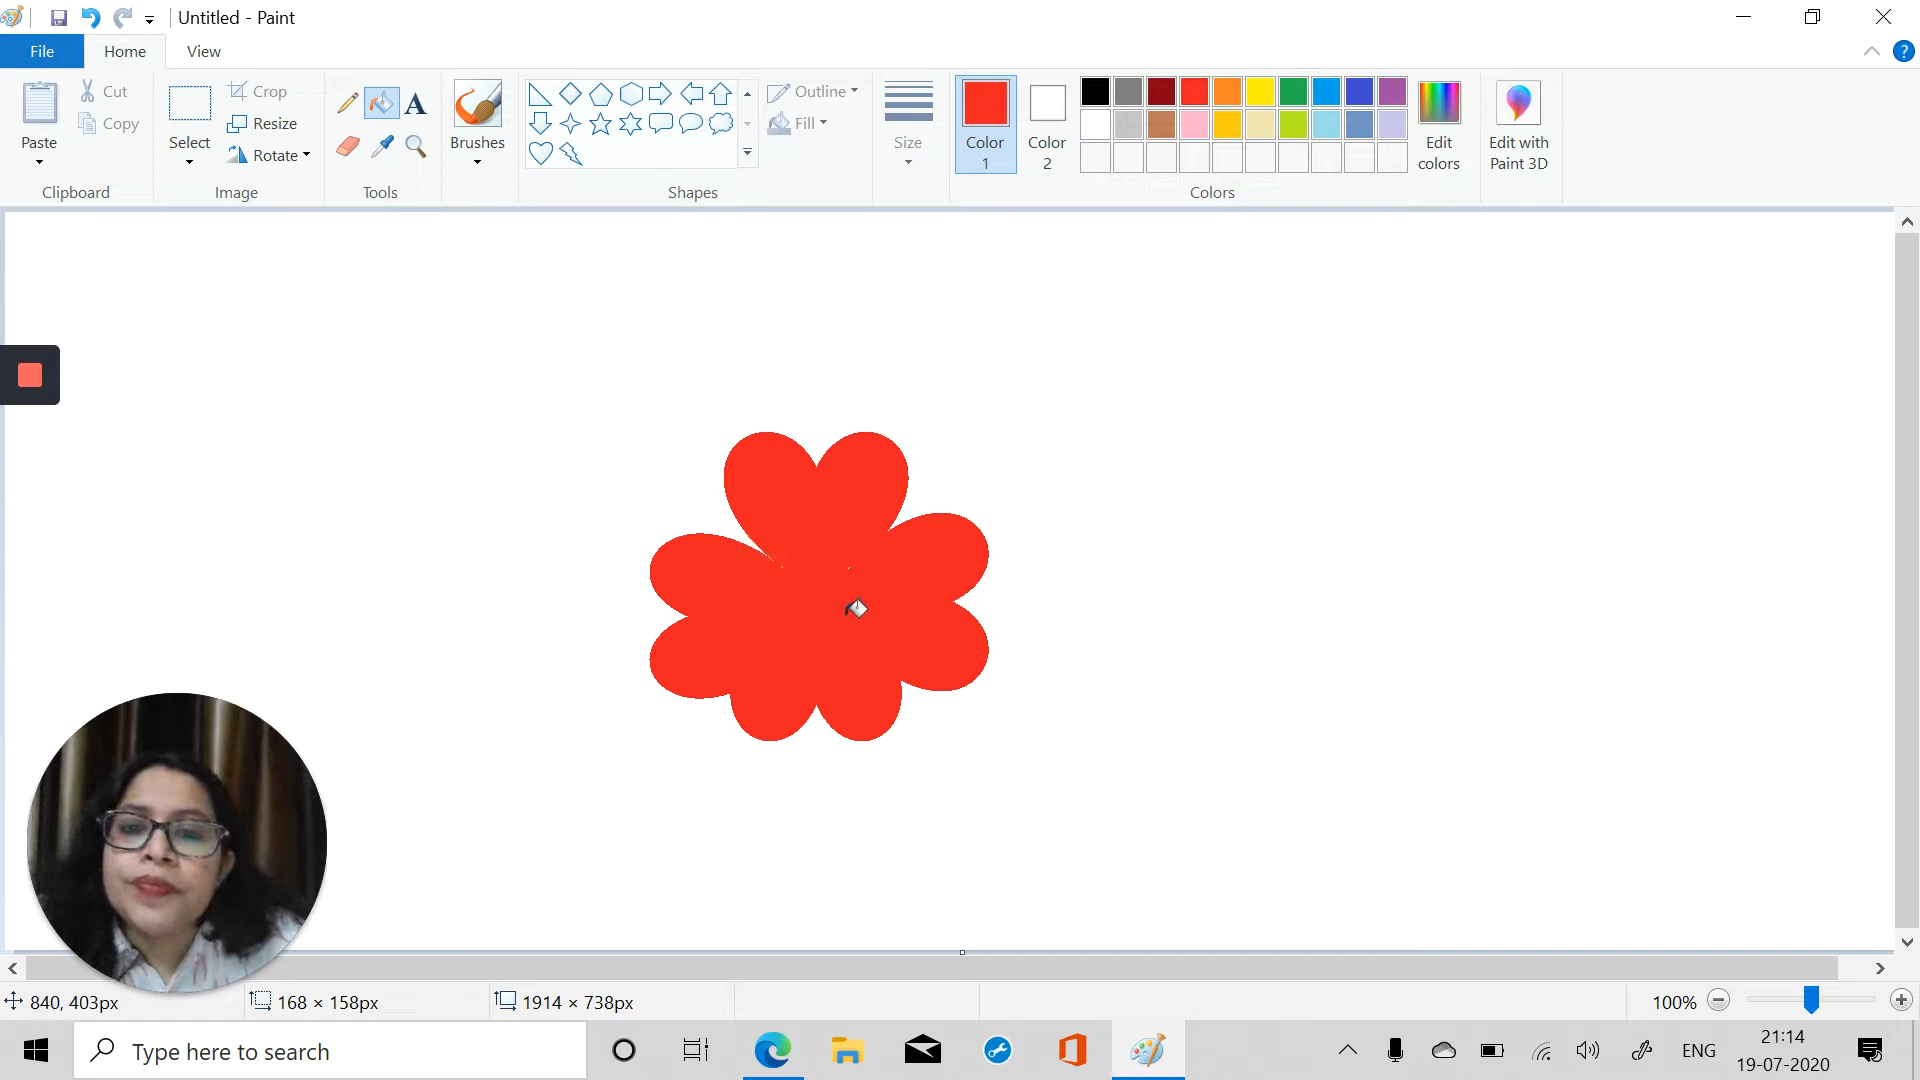 Untitled - Paint
File
Home
View
Paste
Cut
Copy
Clipboard
Select
Crop
Resize
Rotate
Image
A
Tools
Brushes
Shapes
Outline
Fill
Size
Color
1
Color
2
Colors
Edit
colors
Edit with
Paint 3D
?
840, 403px
168 × 158px
1914 × 738px
100%
Type here to search
ENG
21:14
19-07-2020